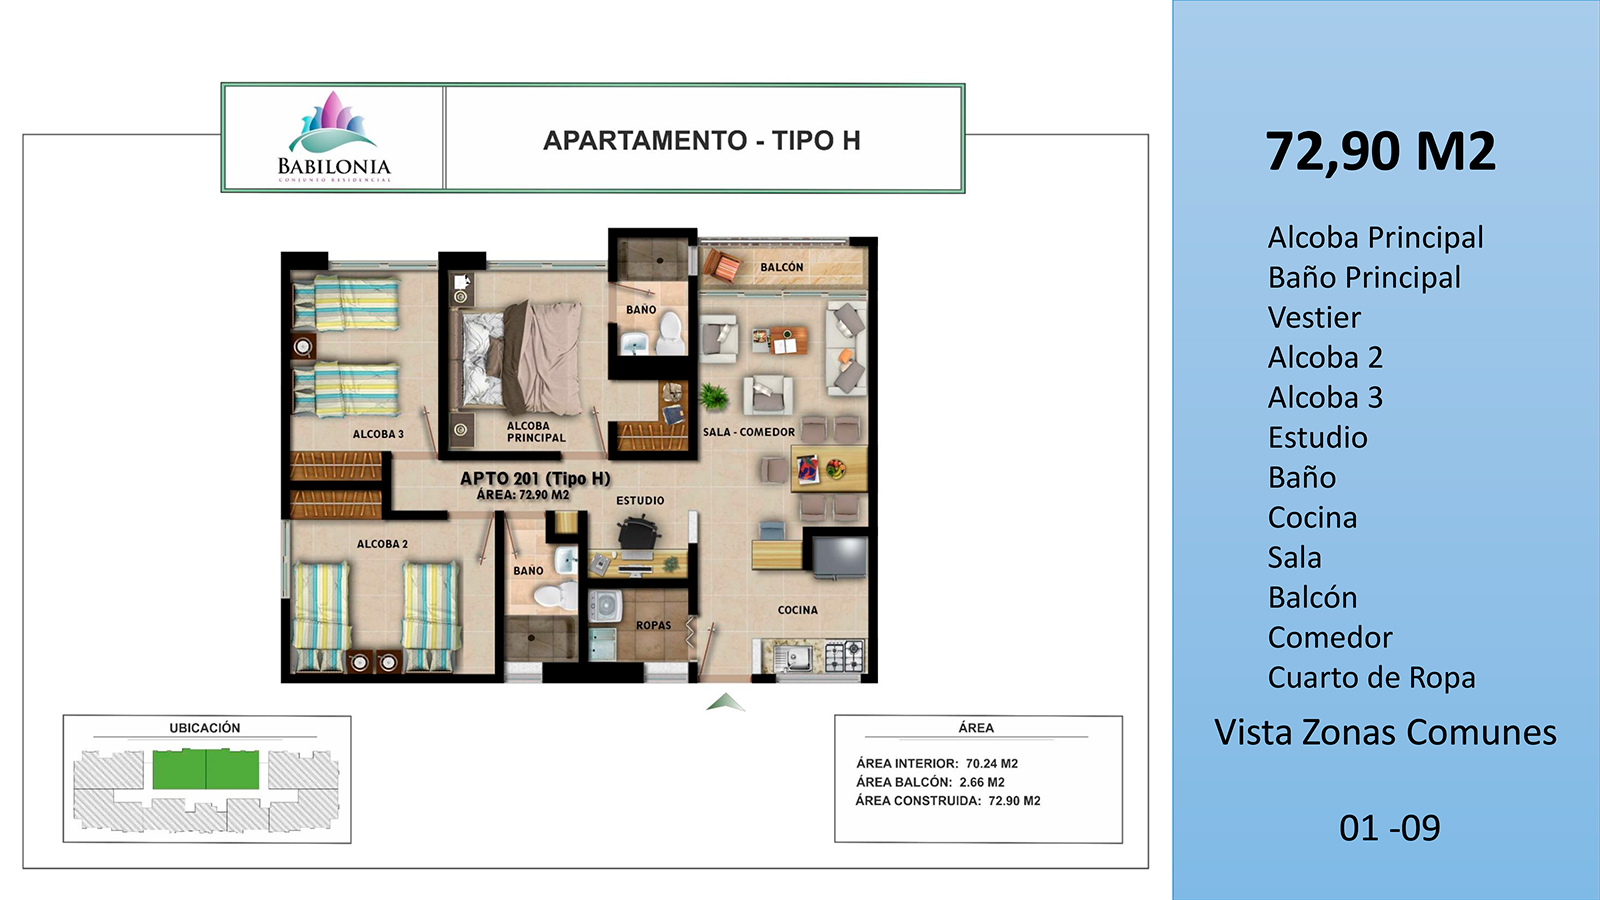 BABILONIA
CONJUNTO RESIDENCIAL
APARTAMENTO - TIPO H
BALCÓN
BAÑO
ALCOBA 3
ALCOBA
PRINCIPAL
SALA - COMEDOR
APTO 201 (Tipo H)
ÁREA: 72.90 M2
ESTUDIO
ALCOBA 2
BAÑO
ROPAS
COCINA
UBICACIÓN
ÁREA
ÁREA INTERIOR: 70.24 M2
ÁREA BALCÓN: 2.66 M2
ÁREA CONSTRUIDA: 72.90 M2
72,90 M2
Alcoba Principal
Baño Principal
Vestier
Alcoba 2
Alcoba 3
Estudio
Baño
Cocina
Sala
Balcón
Comedor
Cuarto de Ropa
Vista Zonas Comunes
01 -09